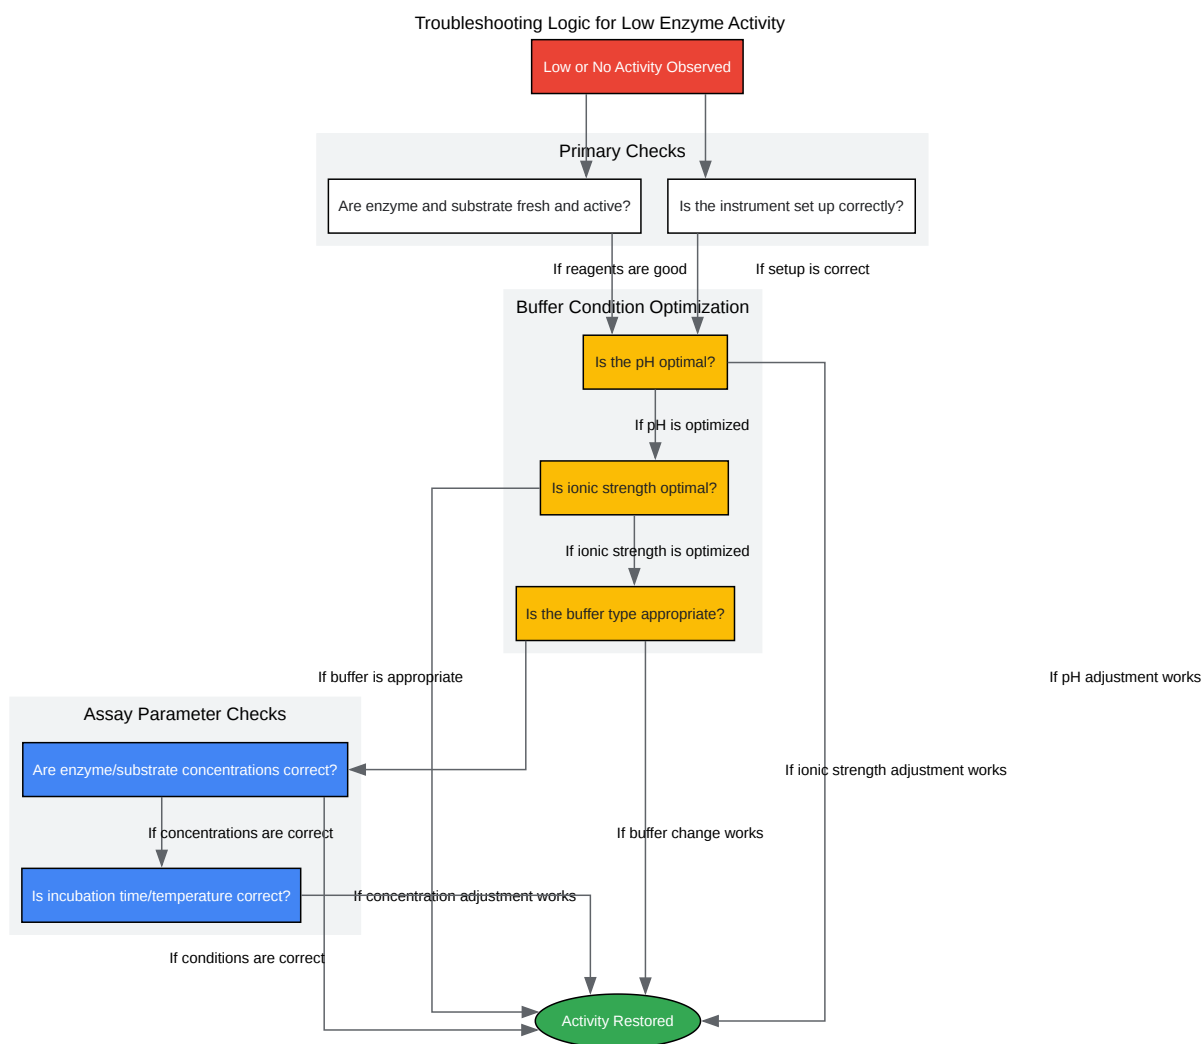 Troubleshooting Logic for Low Enzyme Activity
Low or No Activity Observed
Primary Checks
Are enzyme and substrate fresh and active?
Is the instrument set up correctly?
If reagents are good
If setup is correct
Buffer Condition Optimization
Is the pH optimal?
If pH is optimized
Is ionic strength optimal?
If ionic strength is optimized
Is the buffer type appropriate?
If buffer is appropriate
If pH adjustment works
Assay Parameter Checks
Are enzyme/substrate concentrations correct?
If ionic strength adjustment works
If concentrations are correct
If buffer change works
Is incubation time/temperature correct?
If concentration adjustment works
If conditions are correct
Activity Restored